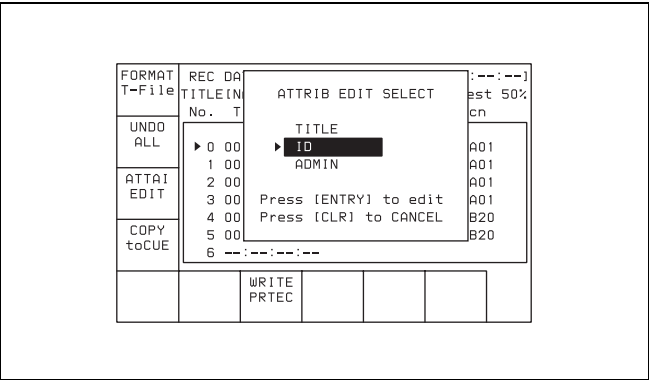 FORMAT
T-File
UNDO
ALL
ATTAI
EDIT
COPY
toCUE
REC DA
:--:--]
TITLE[N
est 50%
No. T
cn
▶ 0 00
A01
1 00
A01
2 00
A01
3 00
A01
4 00
B20
5 00
B20
6 --:--:--:--
ATTRIB EDIT SELECT
TITLE
▶ ID
ADMIN
Press [ENTRY] to edit
Press [CLR] to CANCEL
WRITE
PRTEC